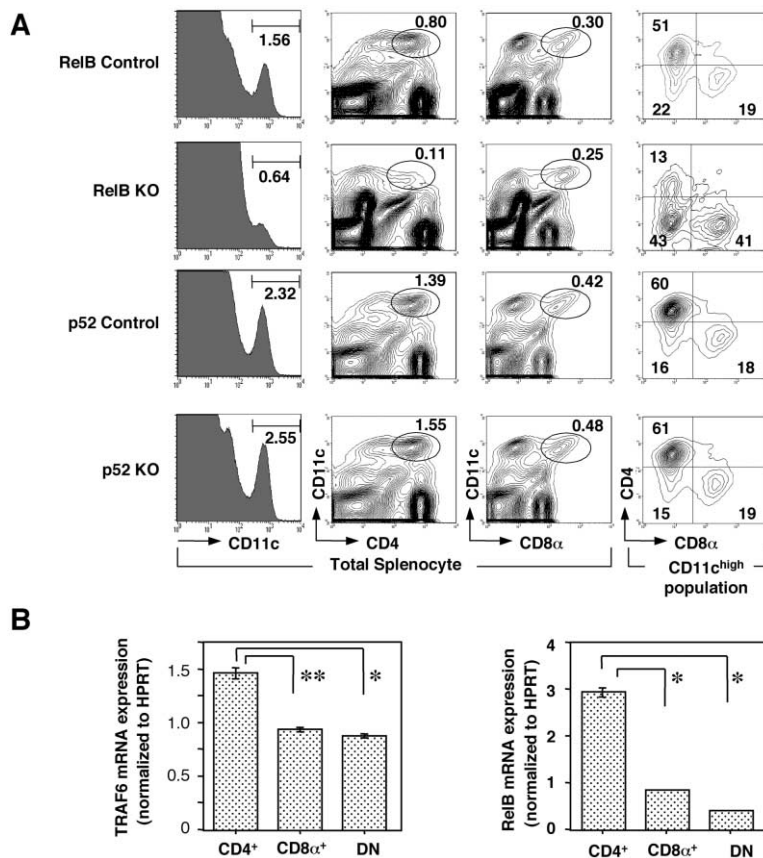 A
RelB Control
1.56
0.80
0.30
51
22 19
RelB KO
0.64
0.11
0.25
13
43 41
p52 Control
2.32
1.39
0.42
60
16 18
p52 KO
2.55
1.55
0.48
61
15 19
CD11c
CD11c
CD4
CD11c
CD8α
CD4
CD8α
Total Splenocyte
CD11c^high
population
B
TRAF6 mRNA expression
(normalized to HPRT)
1.5
1.0
0.5
0
**
*
CD4⁺ CD8α⁺ DN
RelB mRNA expression
(normalized to HPRT)
4
3
2
1
0
*
*
CD4⁺ CD8α⁺ DN